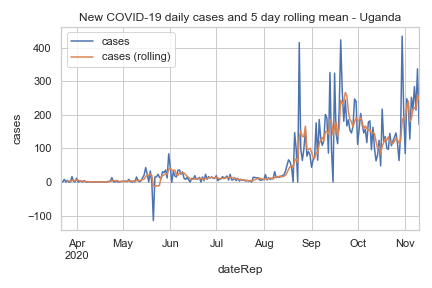 New COVID-19 daily cases and 5 day rolling mean - Uganda
cases
cases (rolling)
400
300
200
100
0
−100
cases
Apr May Jun Jul Aug Sep Oct Nov
2020
dateRep